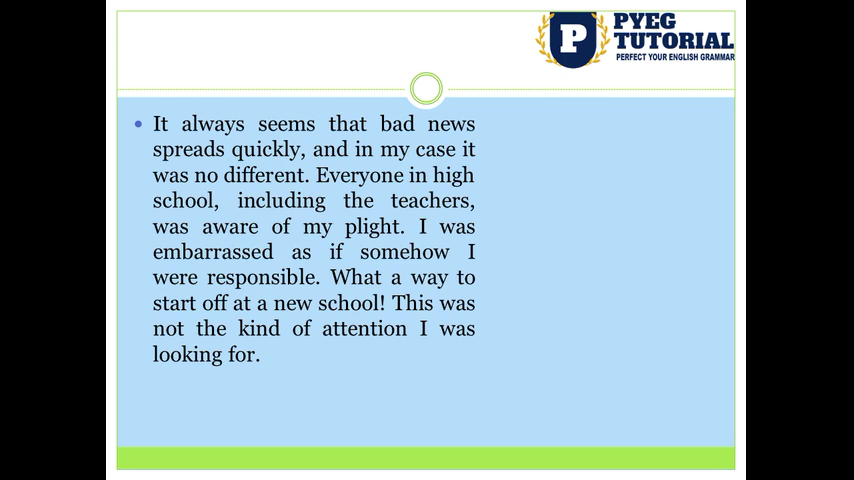 PYEG
TUTORIAL
PERFECT YOUR ENGLISH GRAMMAR
P
• It always seems that bad news
spreads quickly, and in my case it
was no different. Everyone in high
school, including the teachers,
was aware of my plight. I was
embarrassed as if somehow I
were responsible. What a way to
start off at a new school! This was
not the kind of attention I was
looking for.